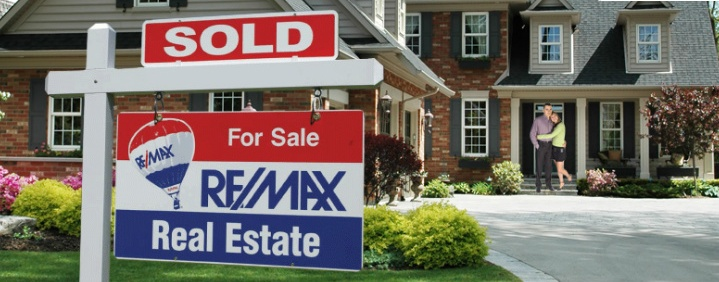 SOLD
For Sale
RE/MAX
RE/MAX
Real Estate